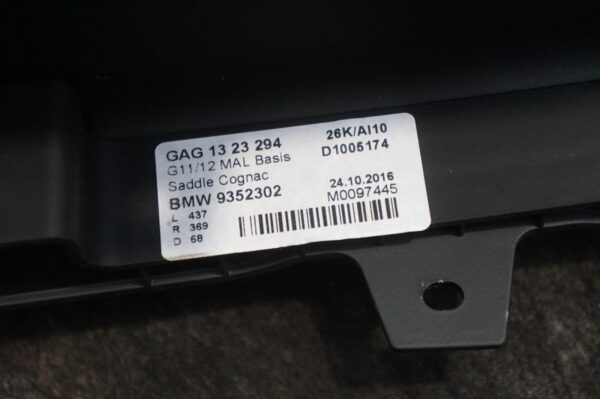 GAG 13 23 294 26K/AI10
G11/12 MAL Basis D1005174
Saddle Cognac
BMW 9352302 24.10.2016
L 437 M0097445
R 369
D 68